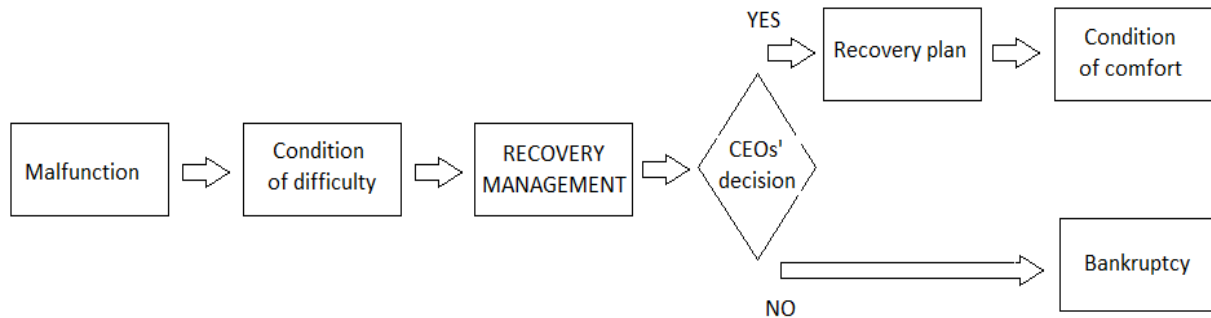 YES
Recovery plan
Condition
of comfort
Malfunction
Condition
of difficulty
RECOVERY
MANAGEMENT
CEOs'
decision
Bankruptcy
NO